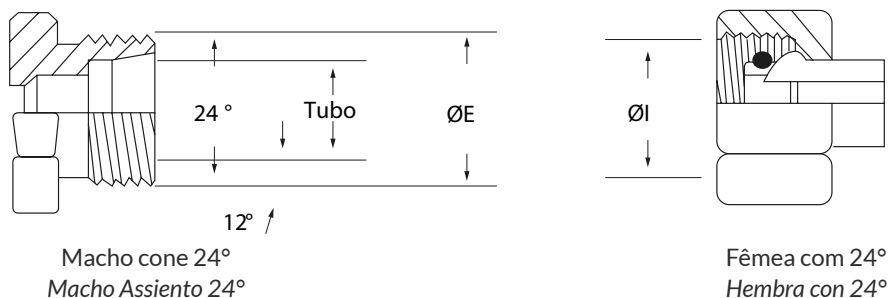 24 °
Tubo
ØE
ØI
12°
Macho cone 24°
Macho Assiento 24°
Fêmea com 24°
Hembra con 24°